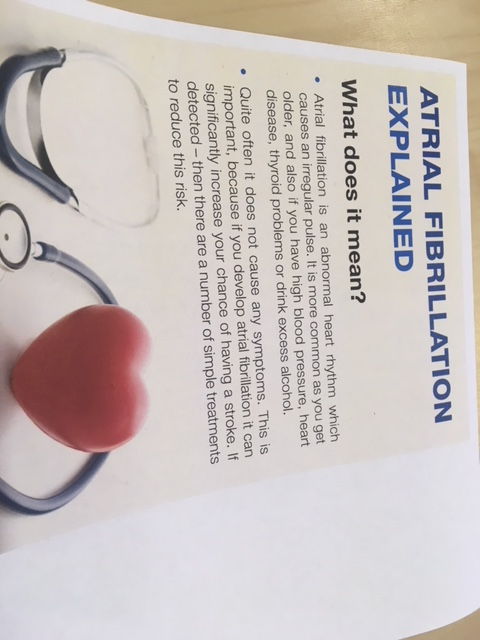 ATRIAL FIBRILLATION
EXPLAINED
What does it mean?
• Atrial fibrillation is an abnormal heart rhythm which
causes an irregular pulse. It is more common as you get
older, and also if you have high blood pressure, heart
disease, thyroid problems or drink excess alcohol.
• Quite often it does not cause any symptoms. This is
important, because if you develop atrial fibrillation it can
significantly increase your chance of having a stroke. If
detected – then there are a number of simple treatments
to reduce this risk.